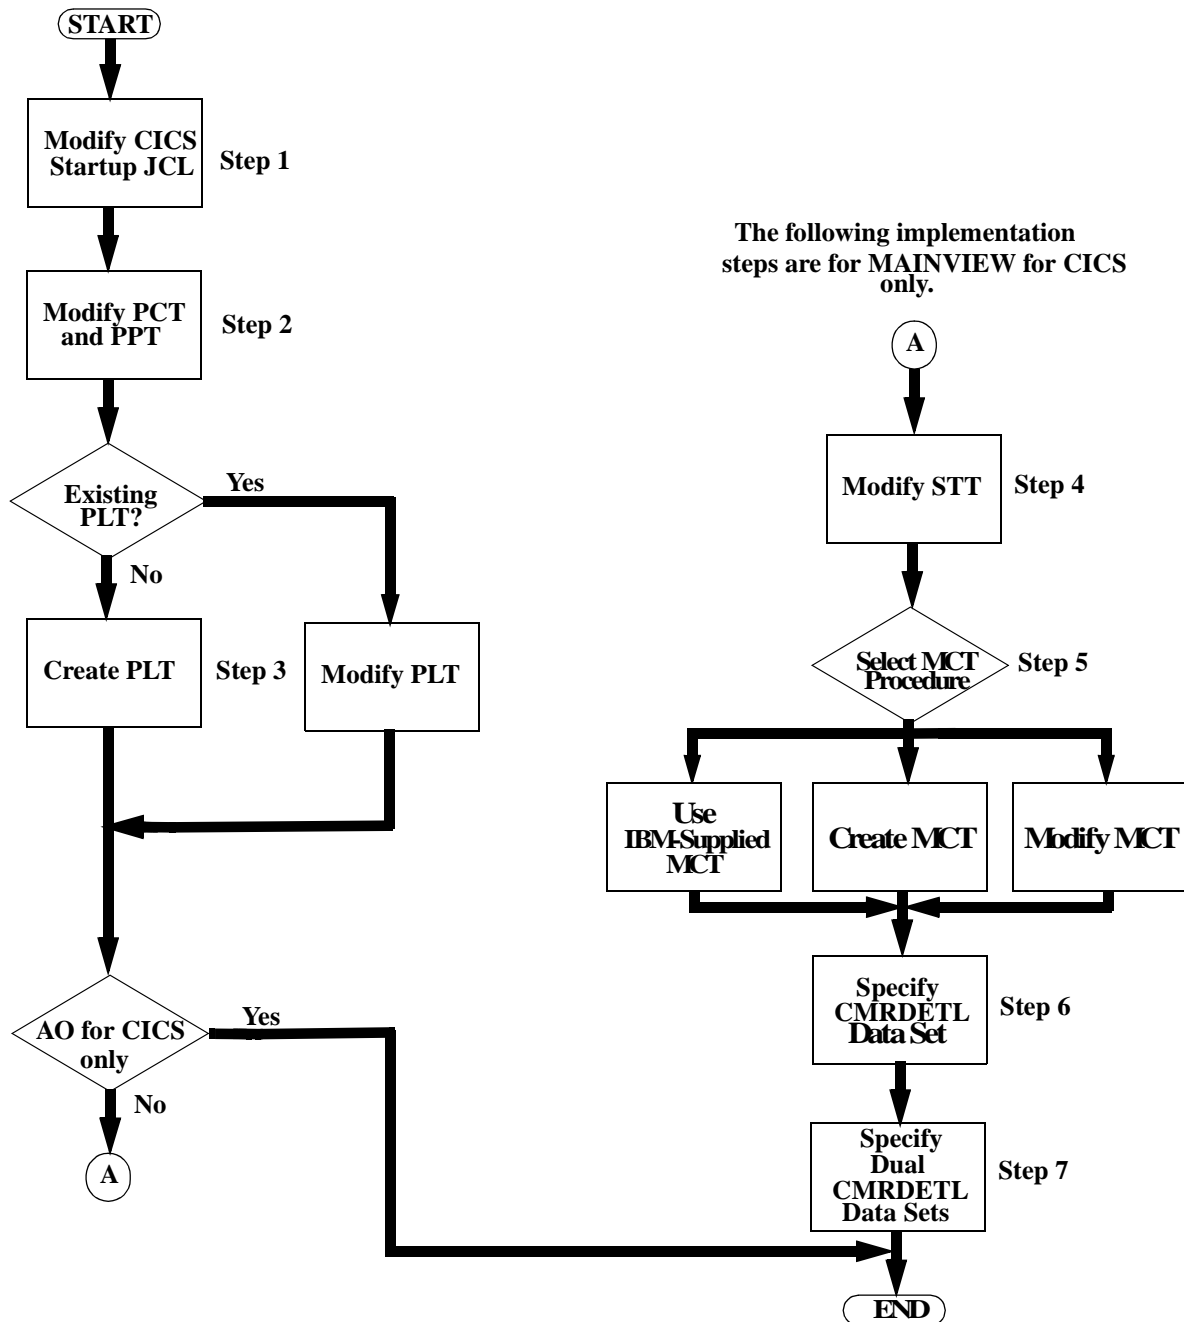 START
Modify CICS
Startup JCL
Step 1
Modify PCT
and PPT
Step 2
Existing
PLT?
Yes
No
Create PLT
Step 3
Modify PLT
AO for CICS
only
Yes
No
A
The following implementation
steps are for MAINVIEW for CICS
only.
A
Modify STT
Step 4
Select MCT
Procedure
Step 5
Use
IBM-Supplied
MCT
Create MCT
Modify MCT
Specify
CMRDETL
Data Set
Step 6
Specify
Dual
CMRDETL
Data Sets
Step 7
END